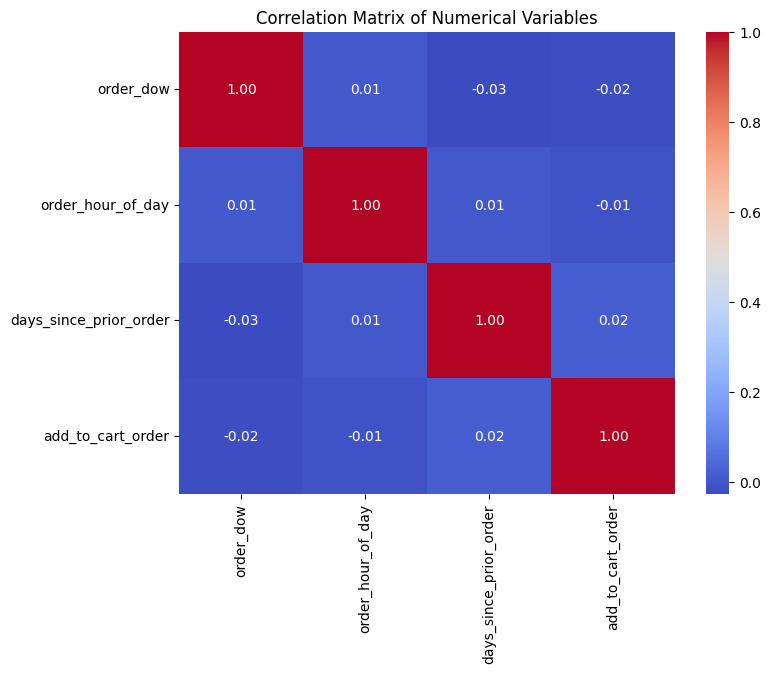 Correlation Matrix of Numerical Variables
order_dow 1.00 0.01 -0.03 -0.02
order_hour_of_day 0.01 1.00 0.01 -0.01
days_since_prior_order -0.03 0.01 1.00 0.02
add_to_cart_order -0.02 -0.01 0.02 1.00
order_dow
order_hour_of_day
days_since_prior_order
add_to_cart_order
1.0
0.8
0.6
0.4
0.2
0.0